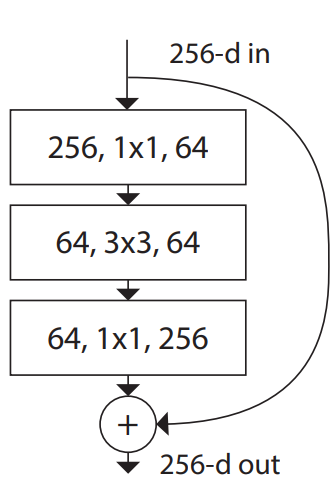 256-d in
256, 1x1, 64
64, 3x3, 64
64, 1x1, 256
+
256-d out